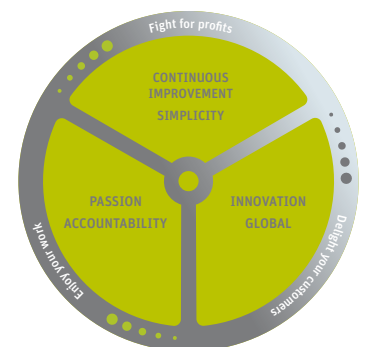 Fight for profits
CONTINUOUS
IMPROVEMENT
SIMPLICITY
PASSION
ACCOUNTABILITY
INNOVATION
GLOBAL
Enjoy your work
Delight your customers